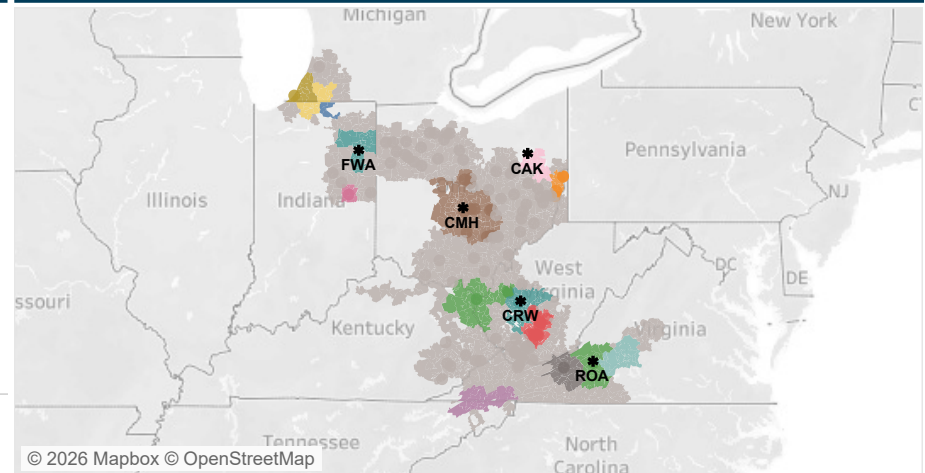 Michigan
New York
C
FWA
CAK
Pennsylvania
NJ
Illinois
Indiana
CMH
DC
DE
West
Virginia
ssouri
CRW
Kentucky
Virginia
ROA
Tennessee
North
Carolina
© 2026 Mapbox © OpenStreetMap